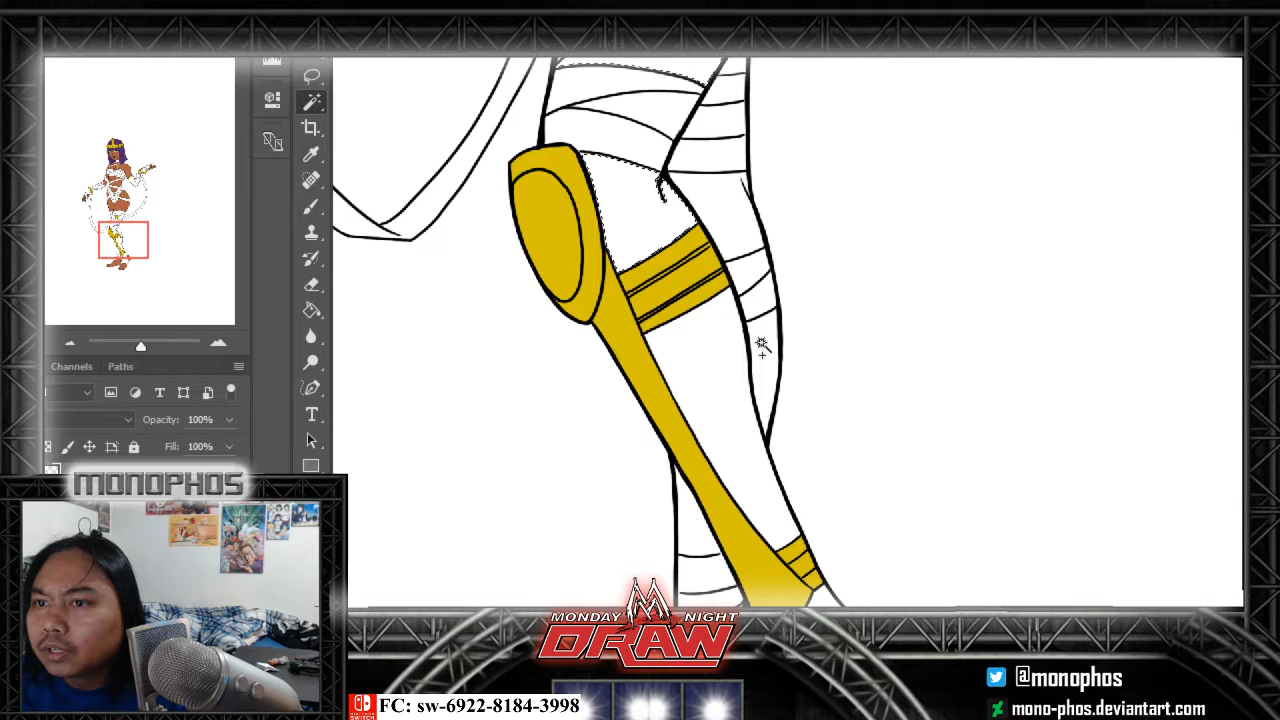 Channels Paths
Opacity: 100%
Fill: 100%
MONOPHOS
MONDAY NIGHT
DRAW
FC: sw-6922-8184-3998
@monophos
mono-phos.deviantart.com